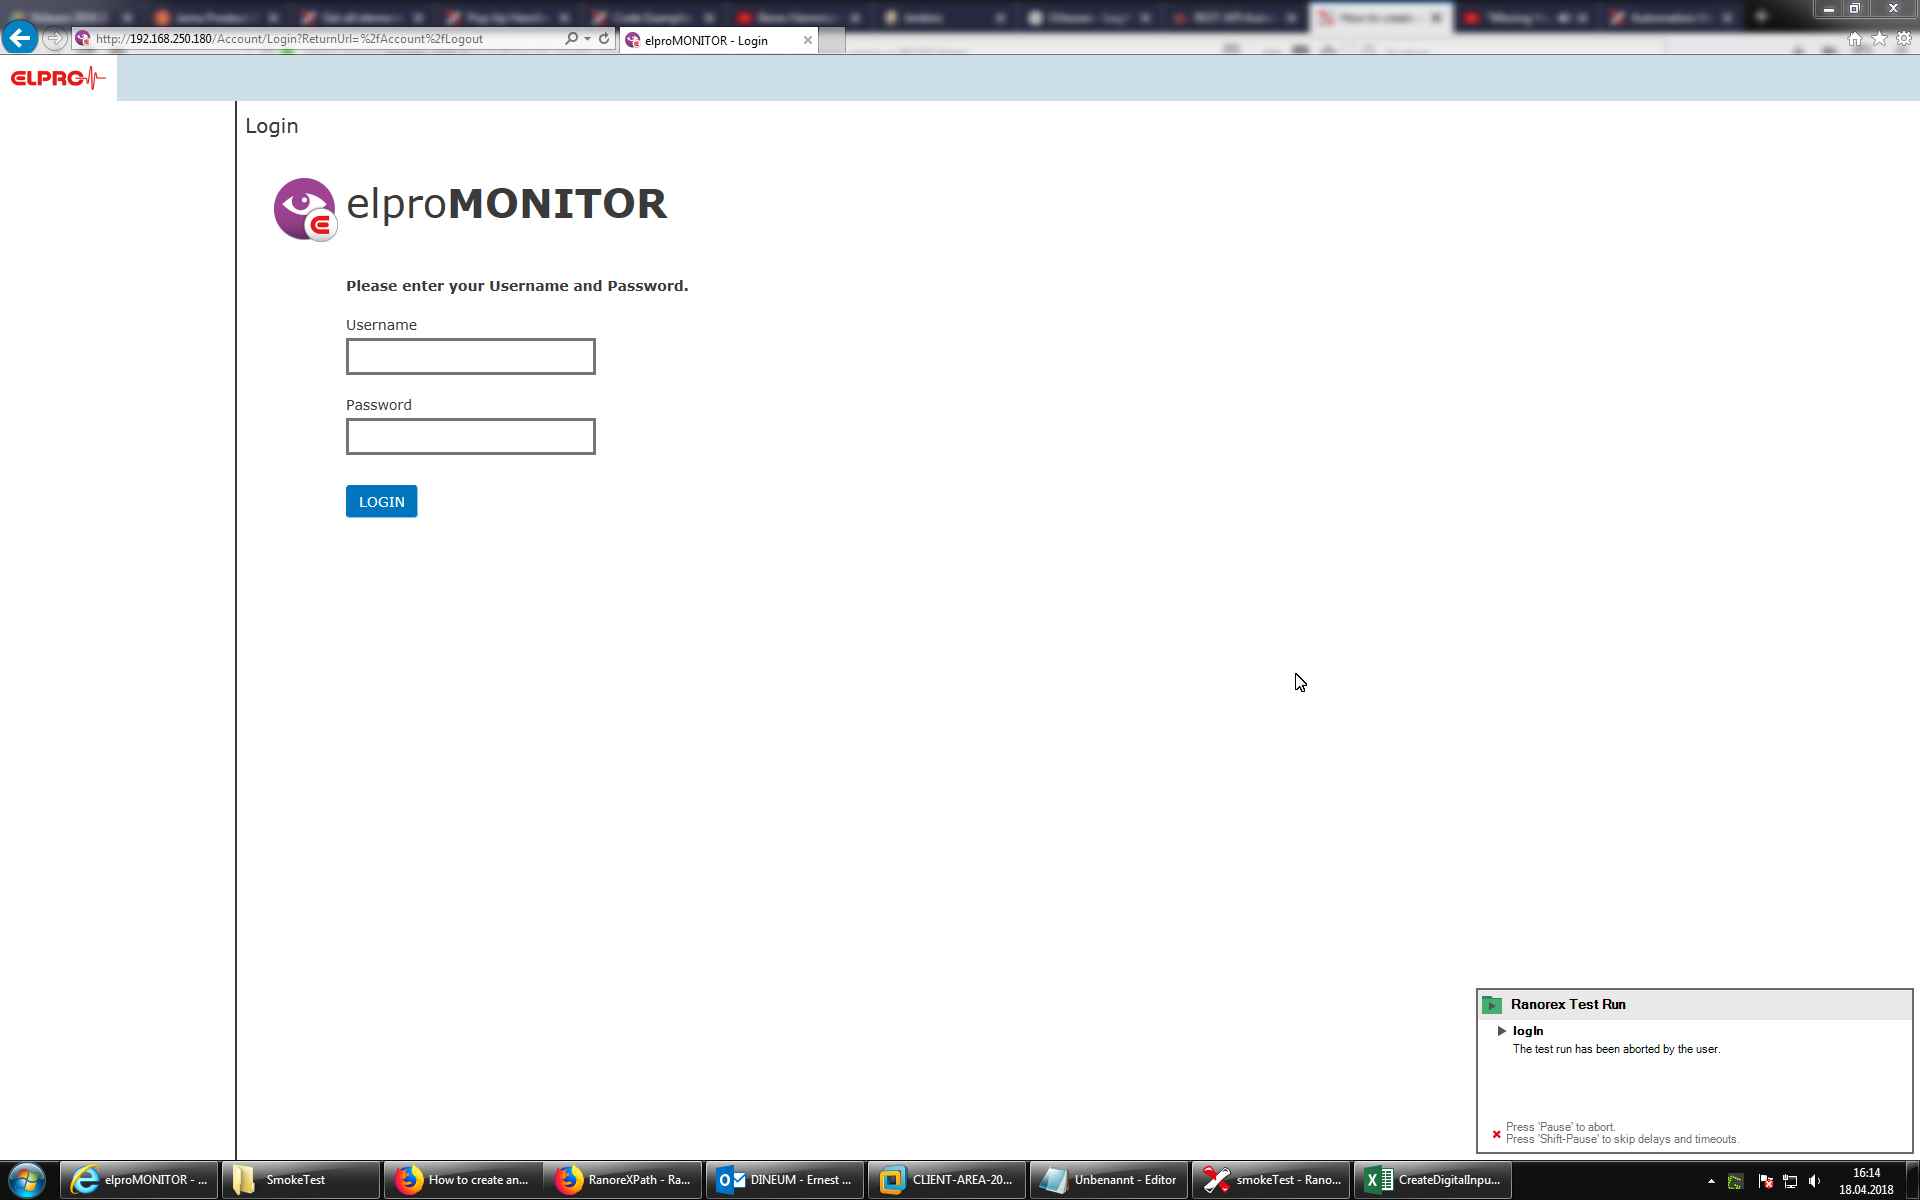 http://192.168.250.180/Account/Login?ReturnUrl=%2fAccount%2fLogout
elproMONITOR - Login
ELPRO
Login
elproMONITOR
Please enter your Username and Password.
Username
Password
LOGIN
Ranorex Test Run
logIn
The test run has been aborted by the user.
Press 'Pause' to abort.
Press 'Shift-Pause' to skip delays and timeouts.
elproMONITOR - ...
SmokeTest
How to create an...
RanoreXPath - Ra...
DINEUM - Ernest ...
CLIENT-AREA-20...
Unbenannt - Editor
smokeTest - Rano...
CreateDigitalInpu...
16:14
18.04.2018